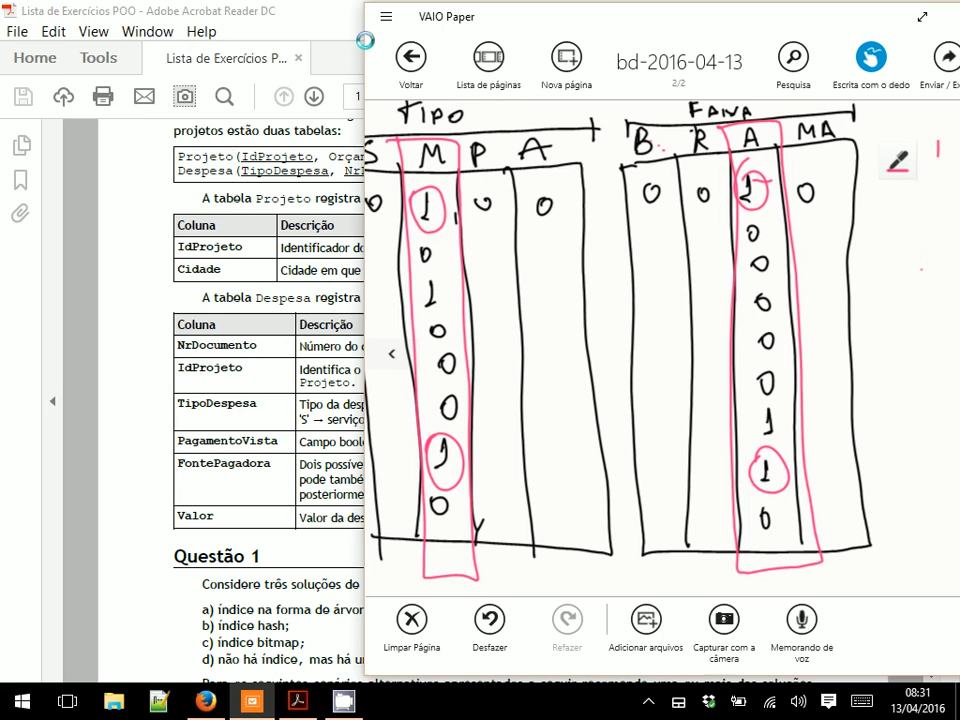 Lista de Exercícios POO - Adobe Acrobat Reader DC
File Edit View Window Help
Home Tools Lista de Exercícios P... ×
1
projetos estão duas tabelas:
Projeto(IdProjeto, Orça
Despesa(TipoDespesa, Nr
A tabela Projeto registra
Coluna Descrição
IdProjeto Identificador do
Cidade Cidade em que
A tabela Despesa registra
Coluna Descrição
NrDocumento Número do
IdProjeto Identifica o
Projeto.
TipoDespesa Tipo da desp
'S' → serviço
PagamentoVista Campo boole
FontePagadora Dois possíve
pode també
posteriorme
Valor Valor da des
Questão 1
Considere três soluções de
a) índice na forma de árvor
b) índice hash;
c) índice bitmap;
d) não há índice, mas há u
VAIO Paper
Voltar
Lista de páginas
Nova página
bd-2016-04-13
2/2
Pesquisa
Escrita com o dedo
Enviar / Ex
TIPO
S M P A
0 1 0 0
0
1
0
0
0
1
0
FAIXA
B R A MA
0 0 1 0
0
0
0
0
0
1
1
0
Limpar Página
Desfazer
Refazer
Adicionar arquivos
Capturar com a
câmera
Memorando de
voz
08:31
13/04/2016